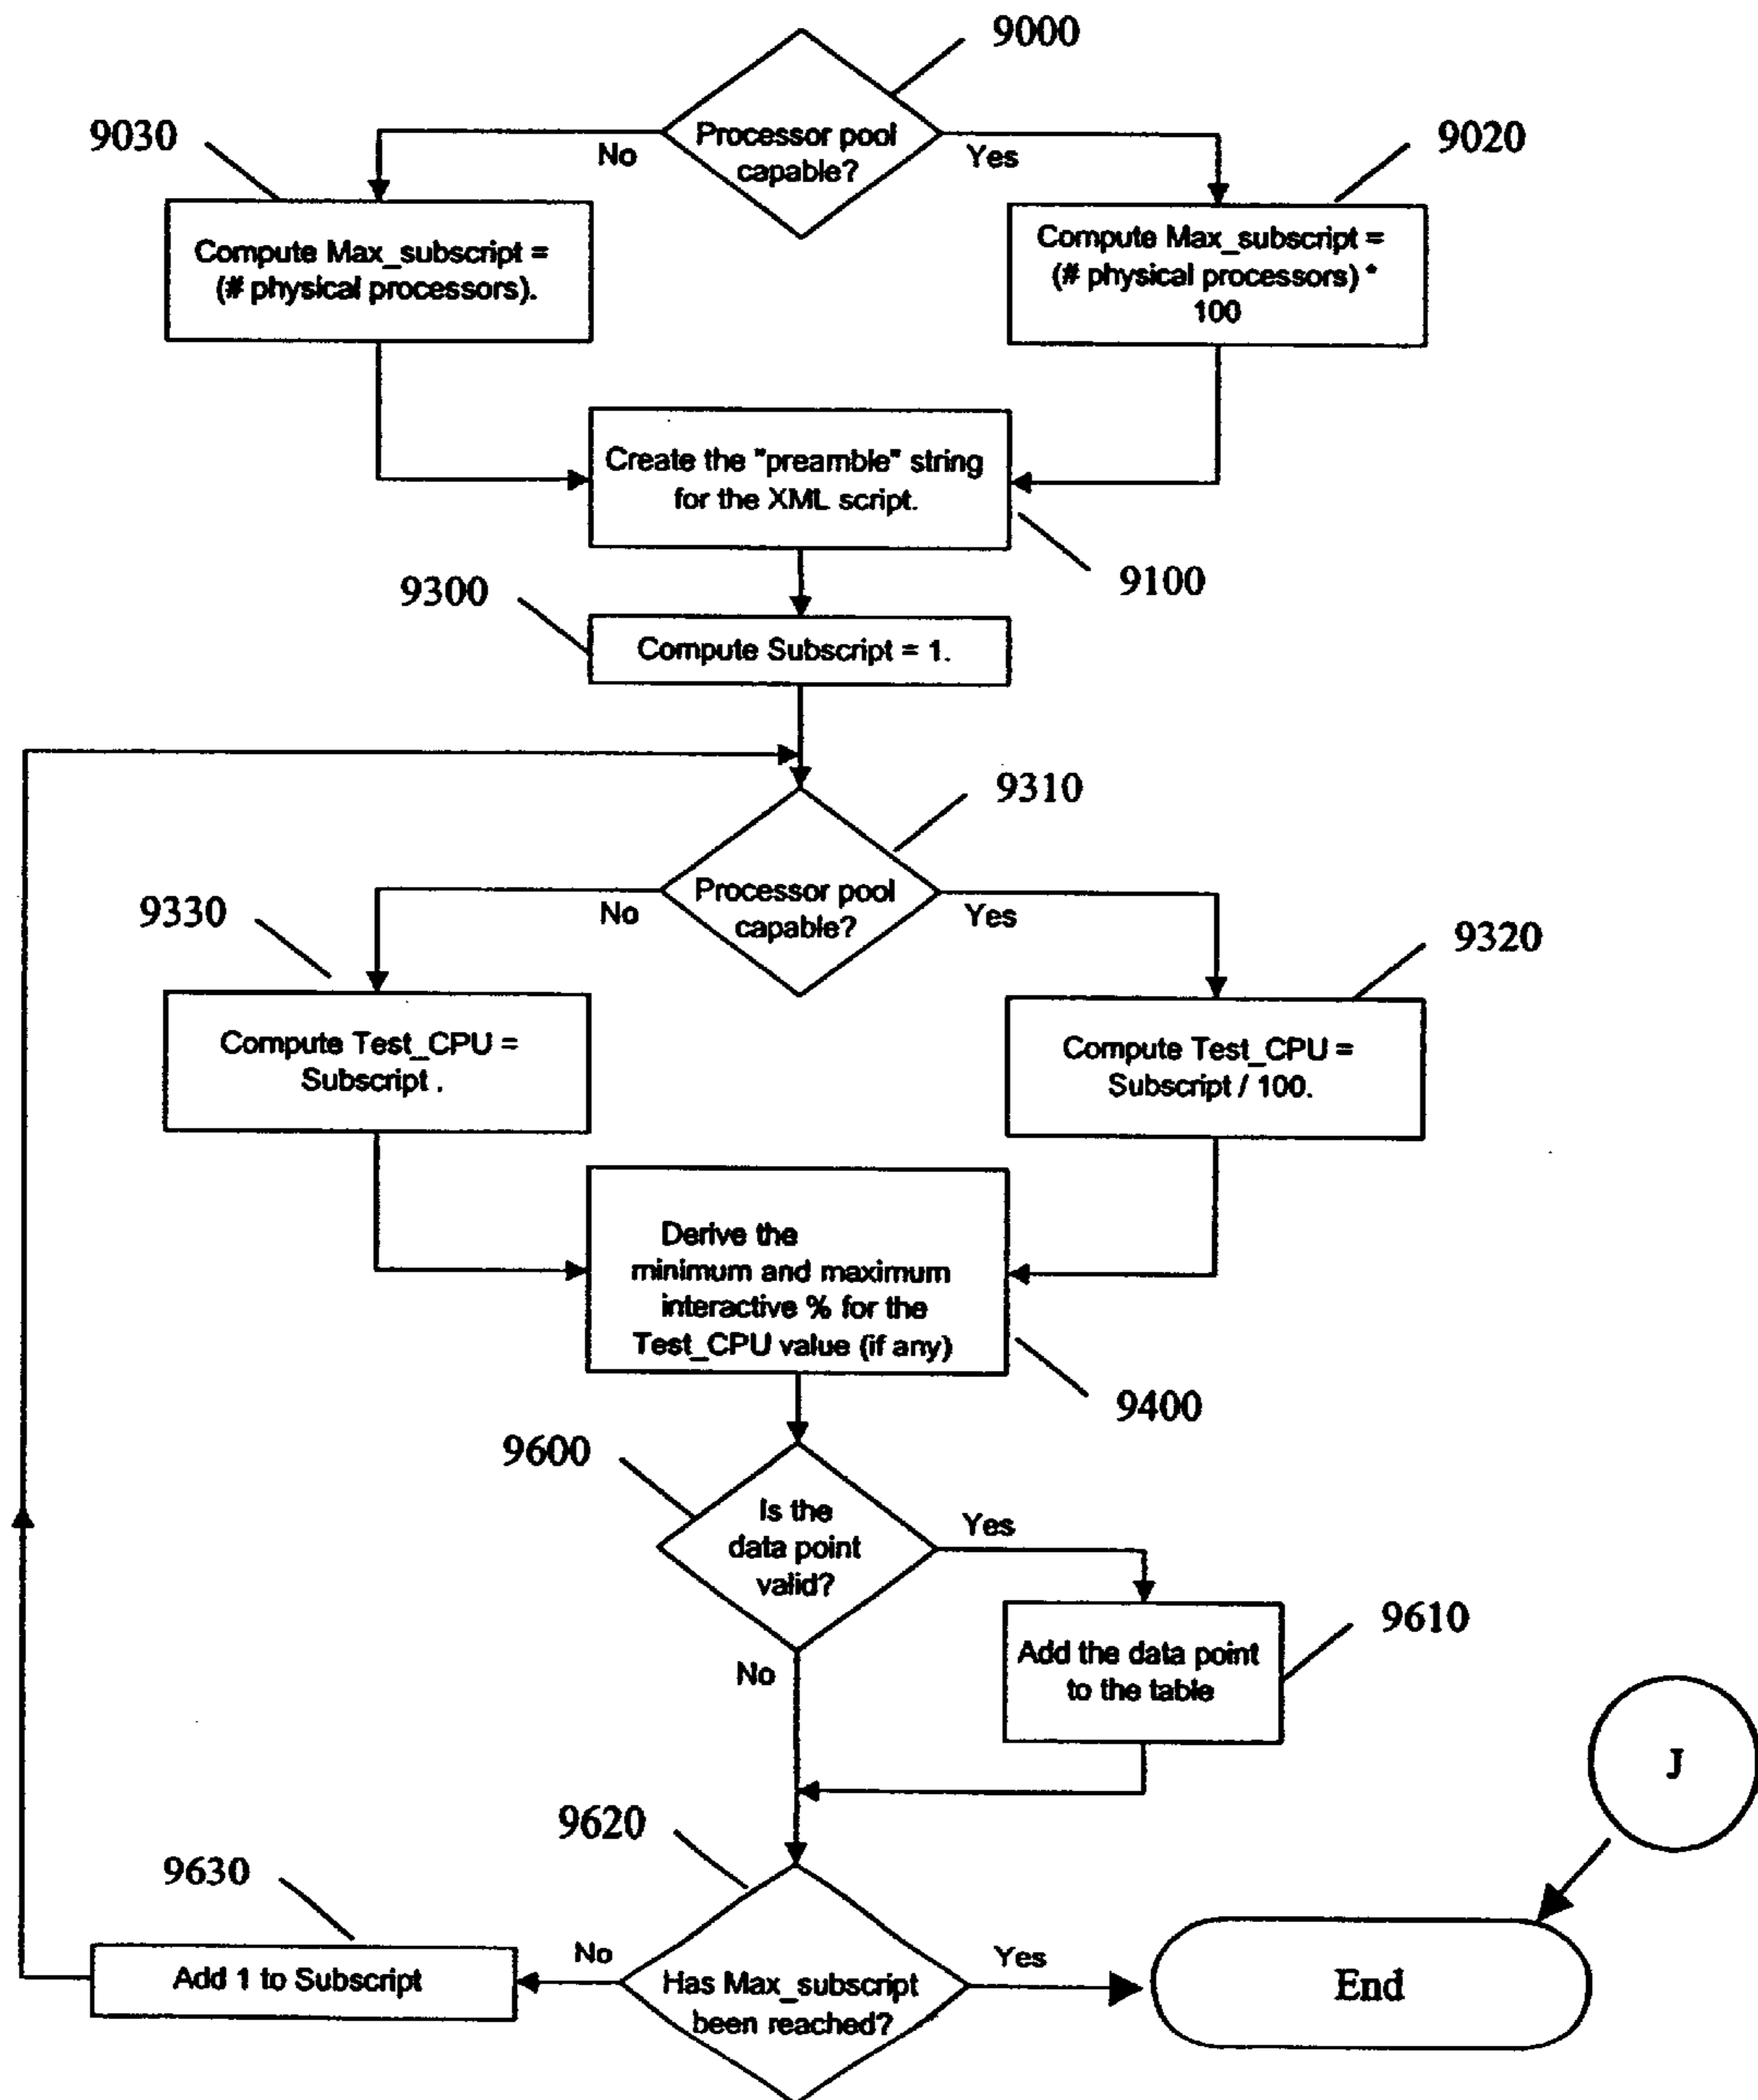 9000
Processor pool
capable?
No
Yes
9030
9020
Compute Max_subscript =
(# physical processors).
Compute Max_subscript =
(# physical processors) *
100
Create the "preamble" string
for the XML script.
9100
9300
Compute Subscript = 1.
9310
Processor pool
capable?
No
Yes
9330
9320
Compute Test_CPU =
Subscript .
Compute Test_CPU =
Subscript / 100.
Derive the
minimum and maximum
interactive % for the
Test_CPU value (if any)
9400
9600
Is the
data point
valid?
Yes
No
9610
Add the data point
to the table
J
9620
9630
Add 1 to Subscript
No
Has Max_subscript
been reached?
Yes
End